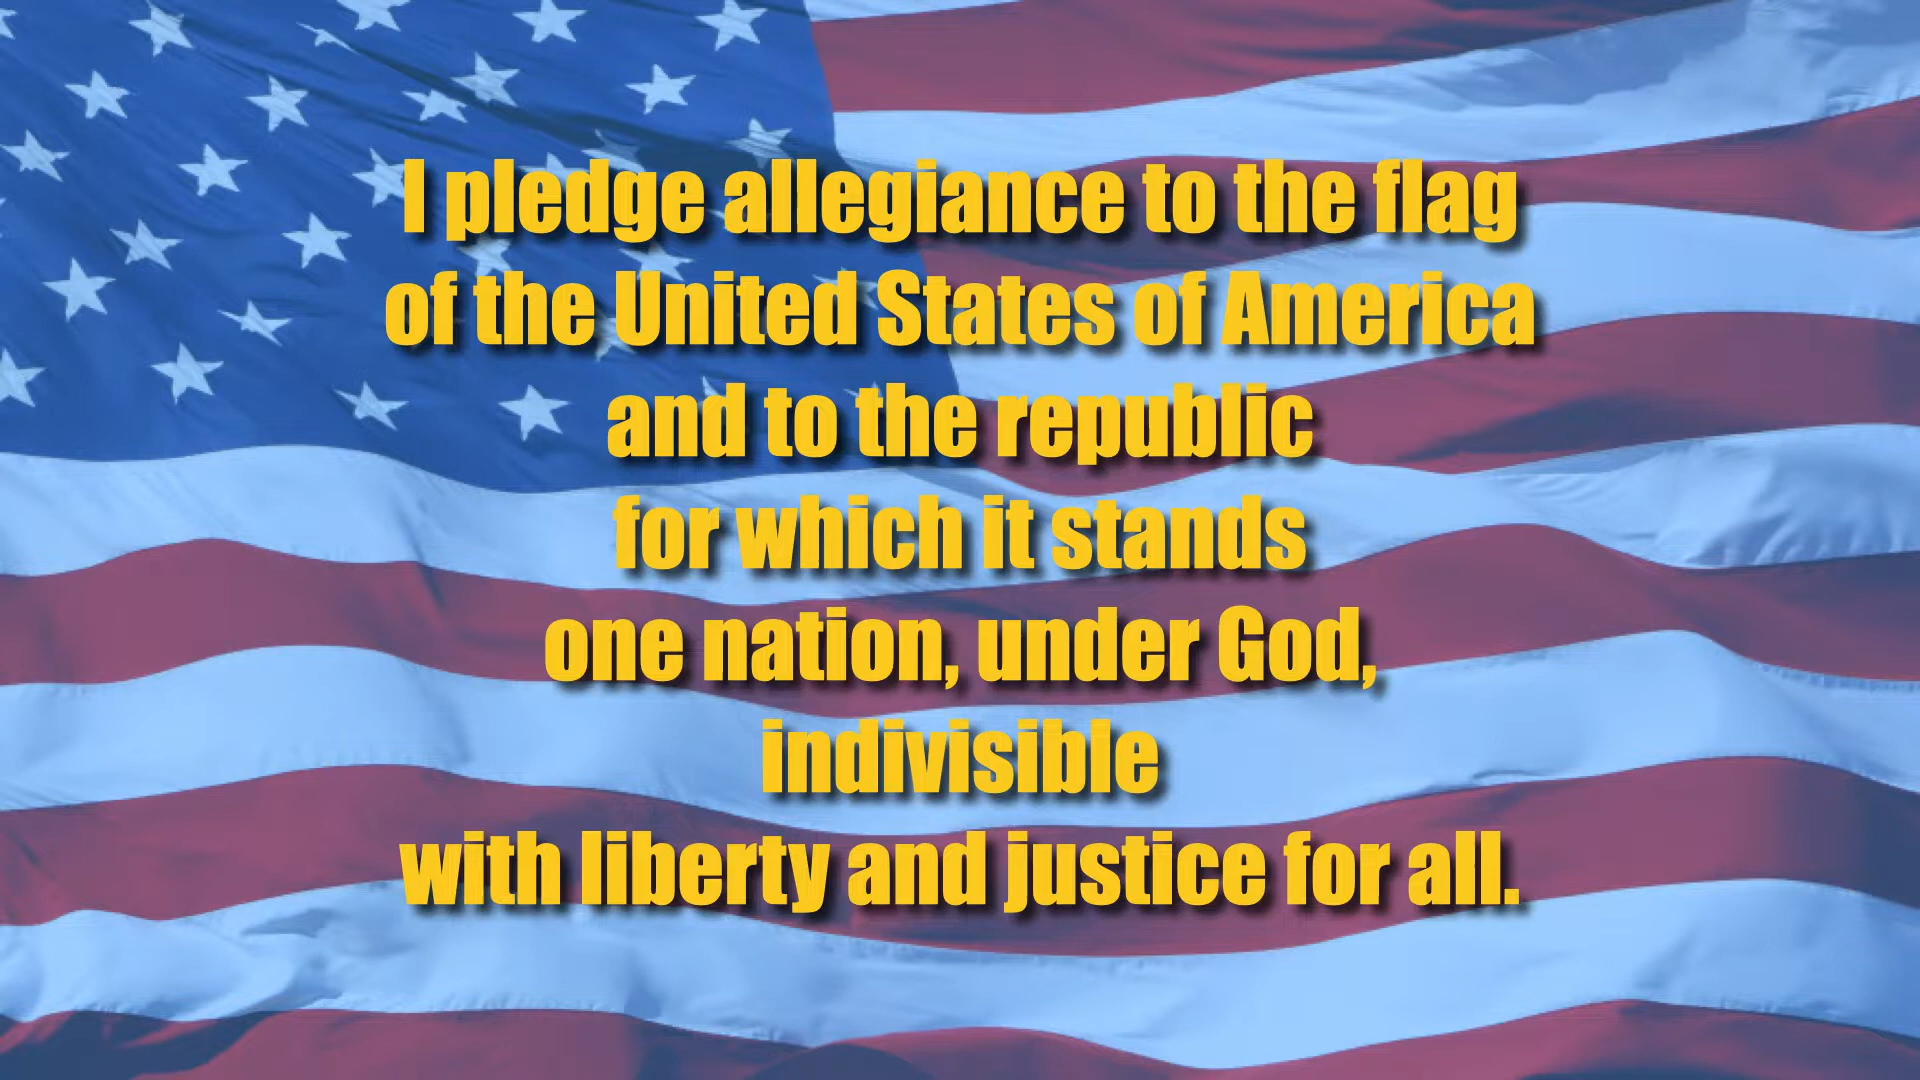 I pledge allegiance to the flag
of the United States of America
and to the republic
for which it stands
one nation, under God,
indivisible
with liberty and justice for all.